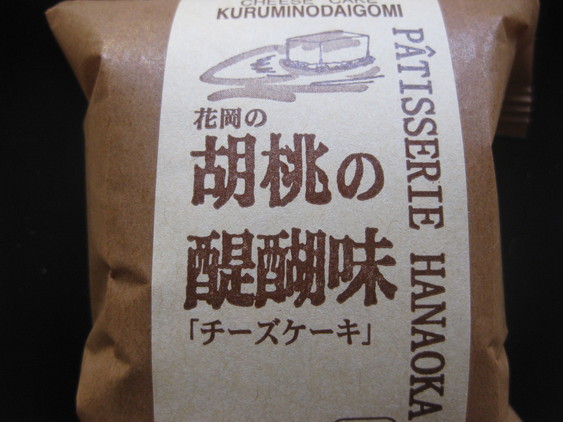 CHEESE CAKE
KURUMINODAIGOMI
花岡の
胡桃の
醍醐味
「チーズケーキ」
PÂTISSERIE HANAOKA